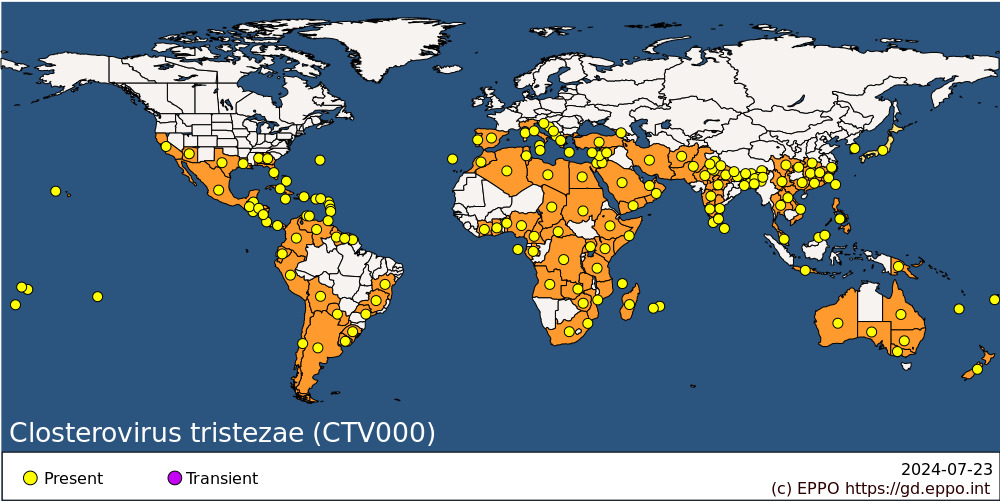 Closterovirus tristezae (CTV000)
Present
Transient
2024-07-23
(c) EPPO https://gd.eppo.int